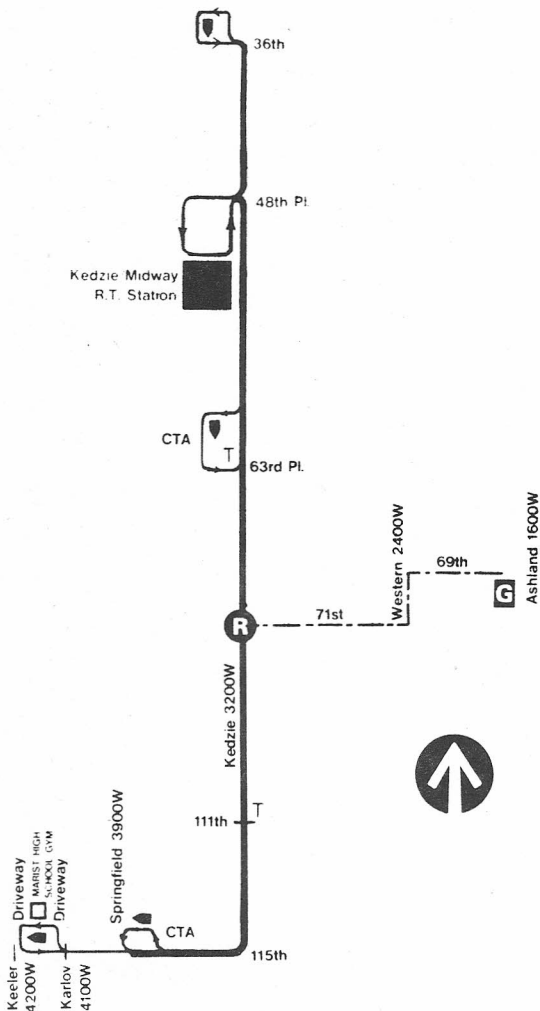 36th
48th Pl.
Kedzie Midway
R.T. Station
CTA
T
63rd Pl.
Western 2400W
69th
Ashland 1600W
G
R
71st
Kedzie 3200W
T
111th
Springfield 3900W
CTA
115th
Driveway
MARIST HIGH
SCHOOL GYM
Driveway
Keeler
4200W
Karlov
4100W